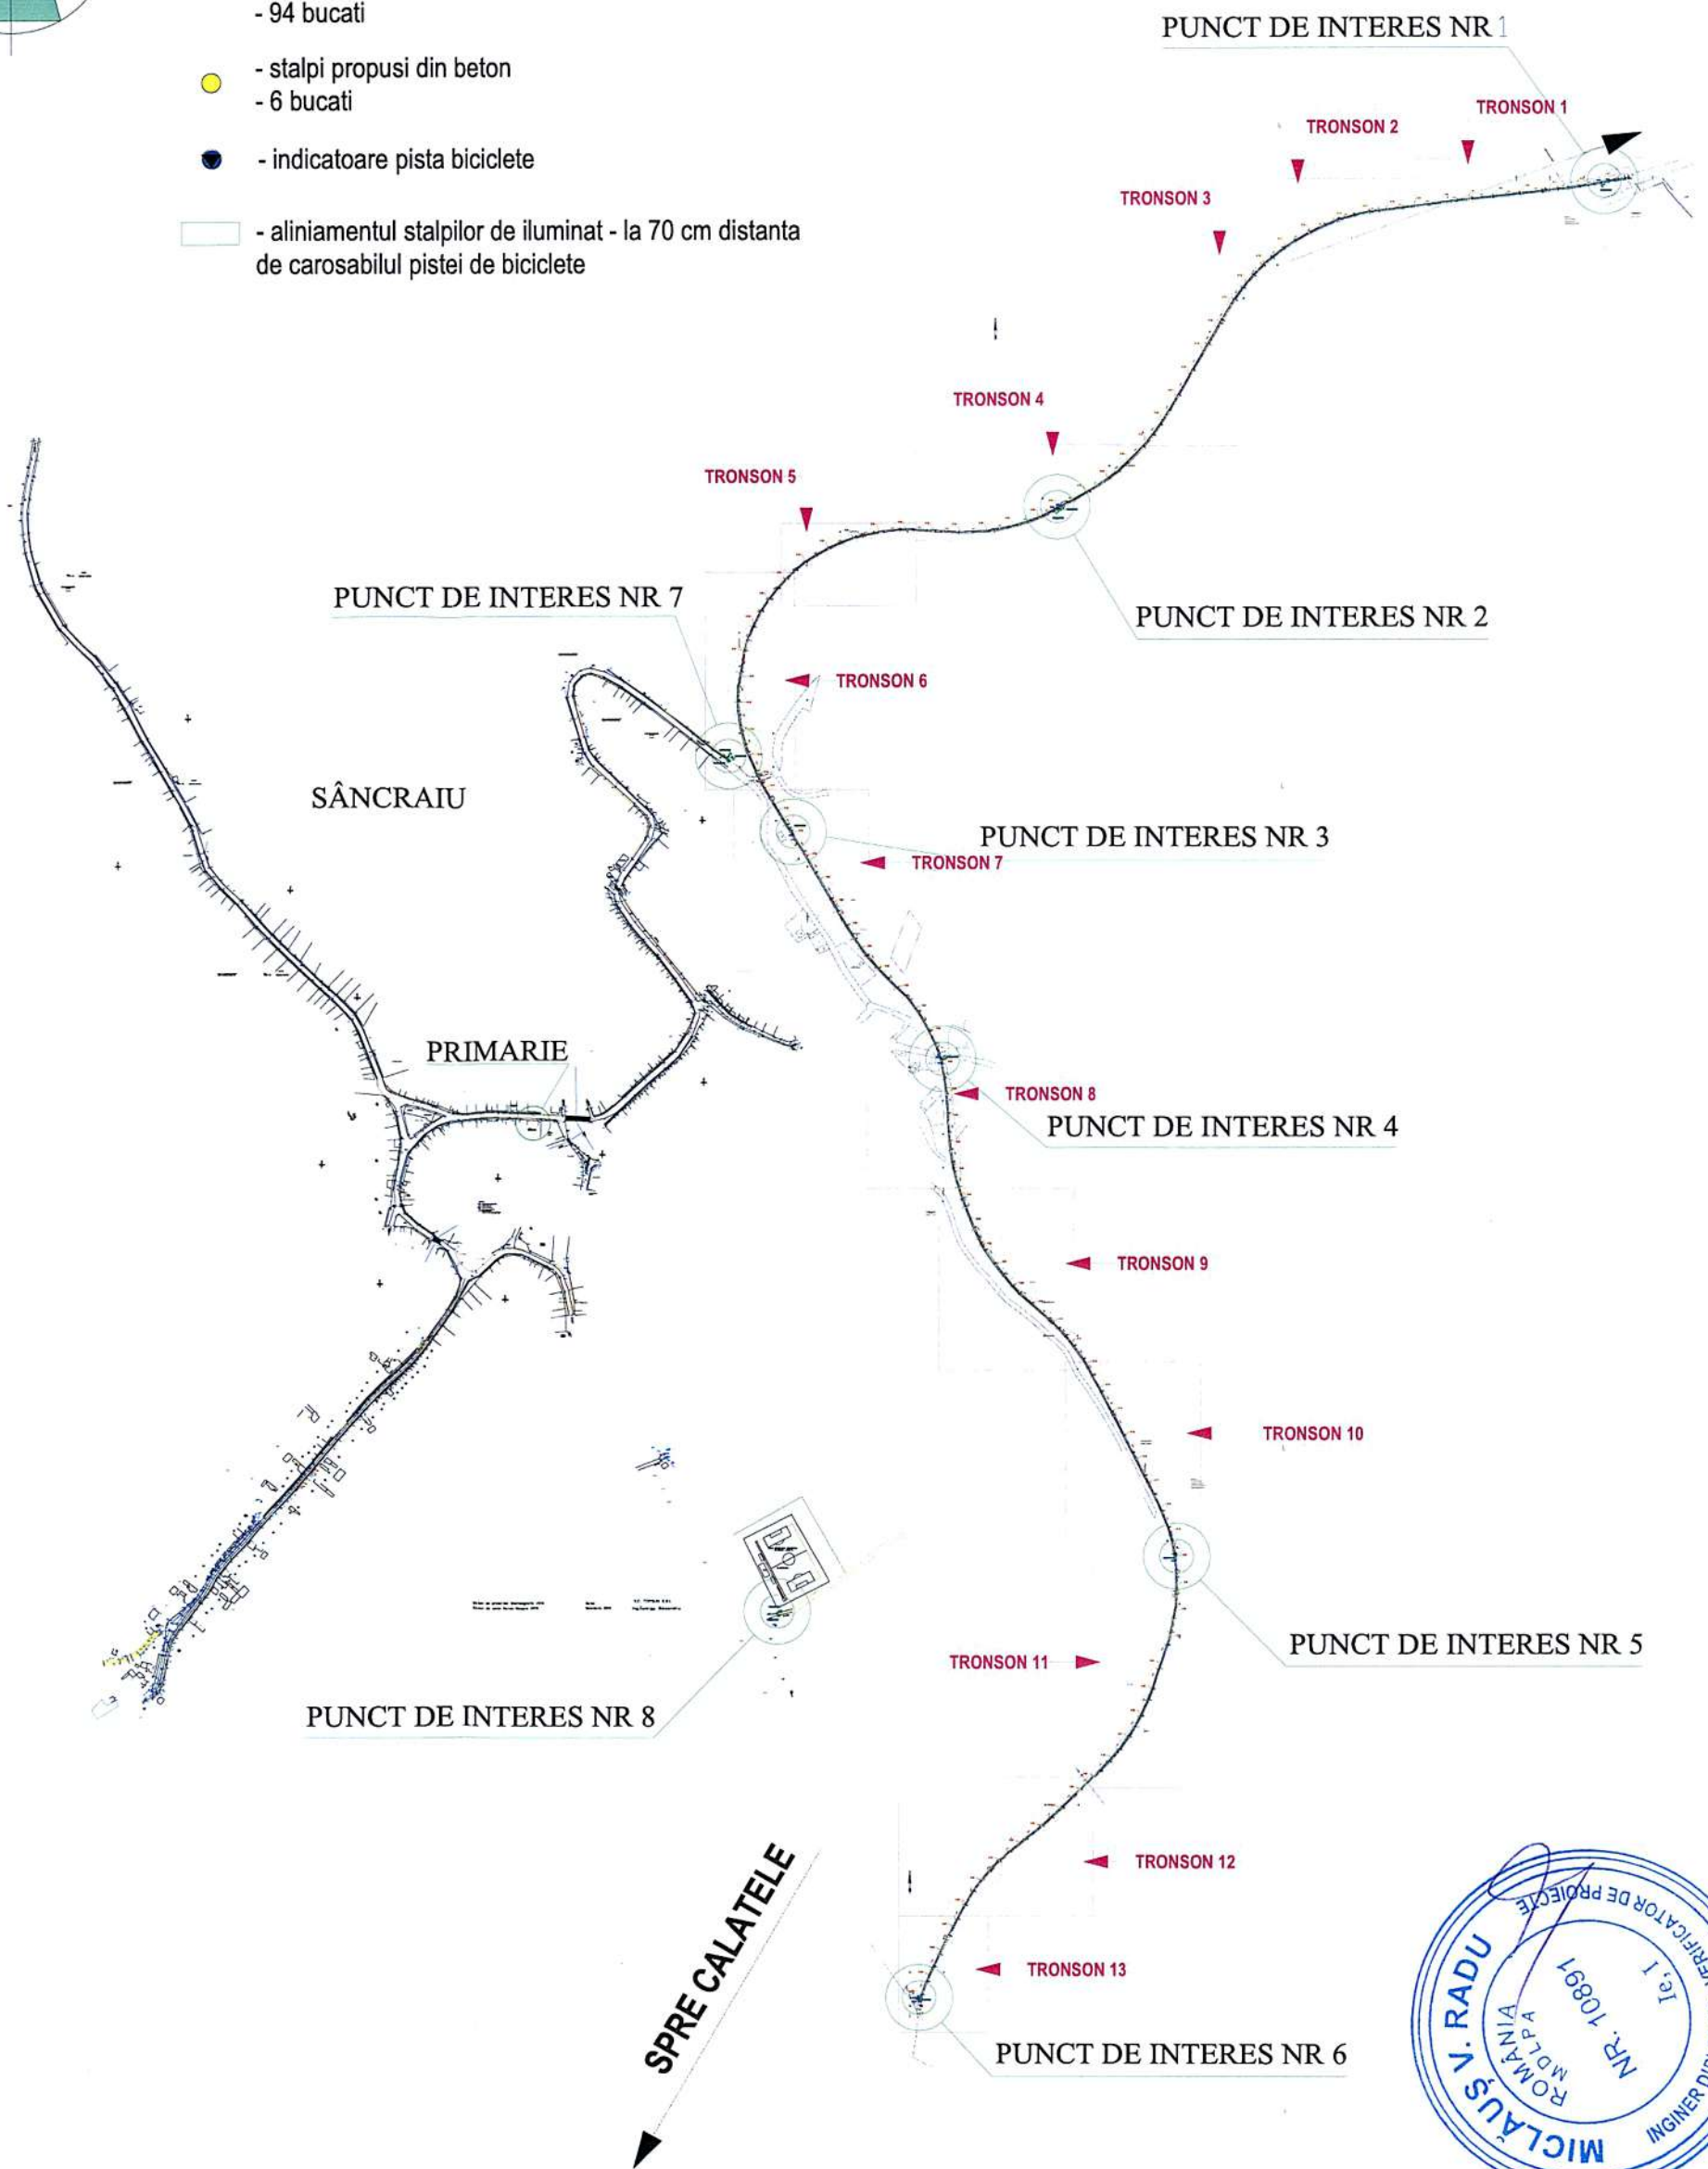 - 94 bucati
- stalpi propusi din beton
- 6 bucati
- indicatoare pista biciclete
- aliniamentul stalpilor de iluminat - la 70 cm distanta
de carosabilul pistei de biciclete
PUNCT DE INTERES NR 1
TRONSON 1
TRONSON 2
TRONSON 3
TRONSON 4
TRONSON 5
PUNCT DE INTERES NR 7
PUNCT DE INTERES NR 2
TRONSON 6
SÂNCRAIU
PUNCT DE INTERES NR 3
TRONSON 7
PRIMARIE
TRONSON 8
PUNCT DE INTERES NR 4
TRONSON 9
TRONSON 10
PUNCT DE INTERES NR 5
TRONSON 11
PUNCT DE INTERES NR 8
TRONSON 12
SPRE CALATELE
TRONSON 13
PUNCT DE INTERES NR 6
MICLĂUŞ V. RADU
VERIFICATOR DE PROIECTE
ROMÂNIA
MDLPA
NR. 10891
Ie, I
INGINER